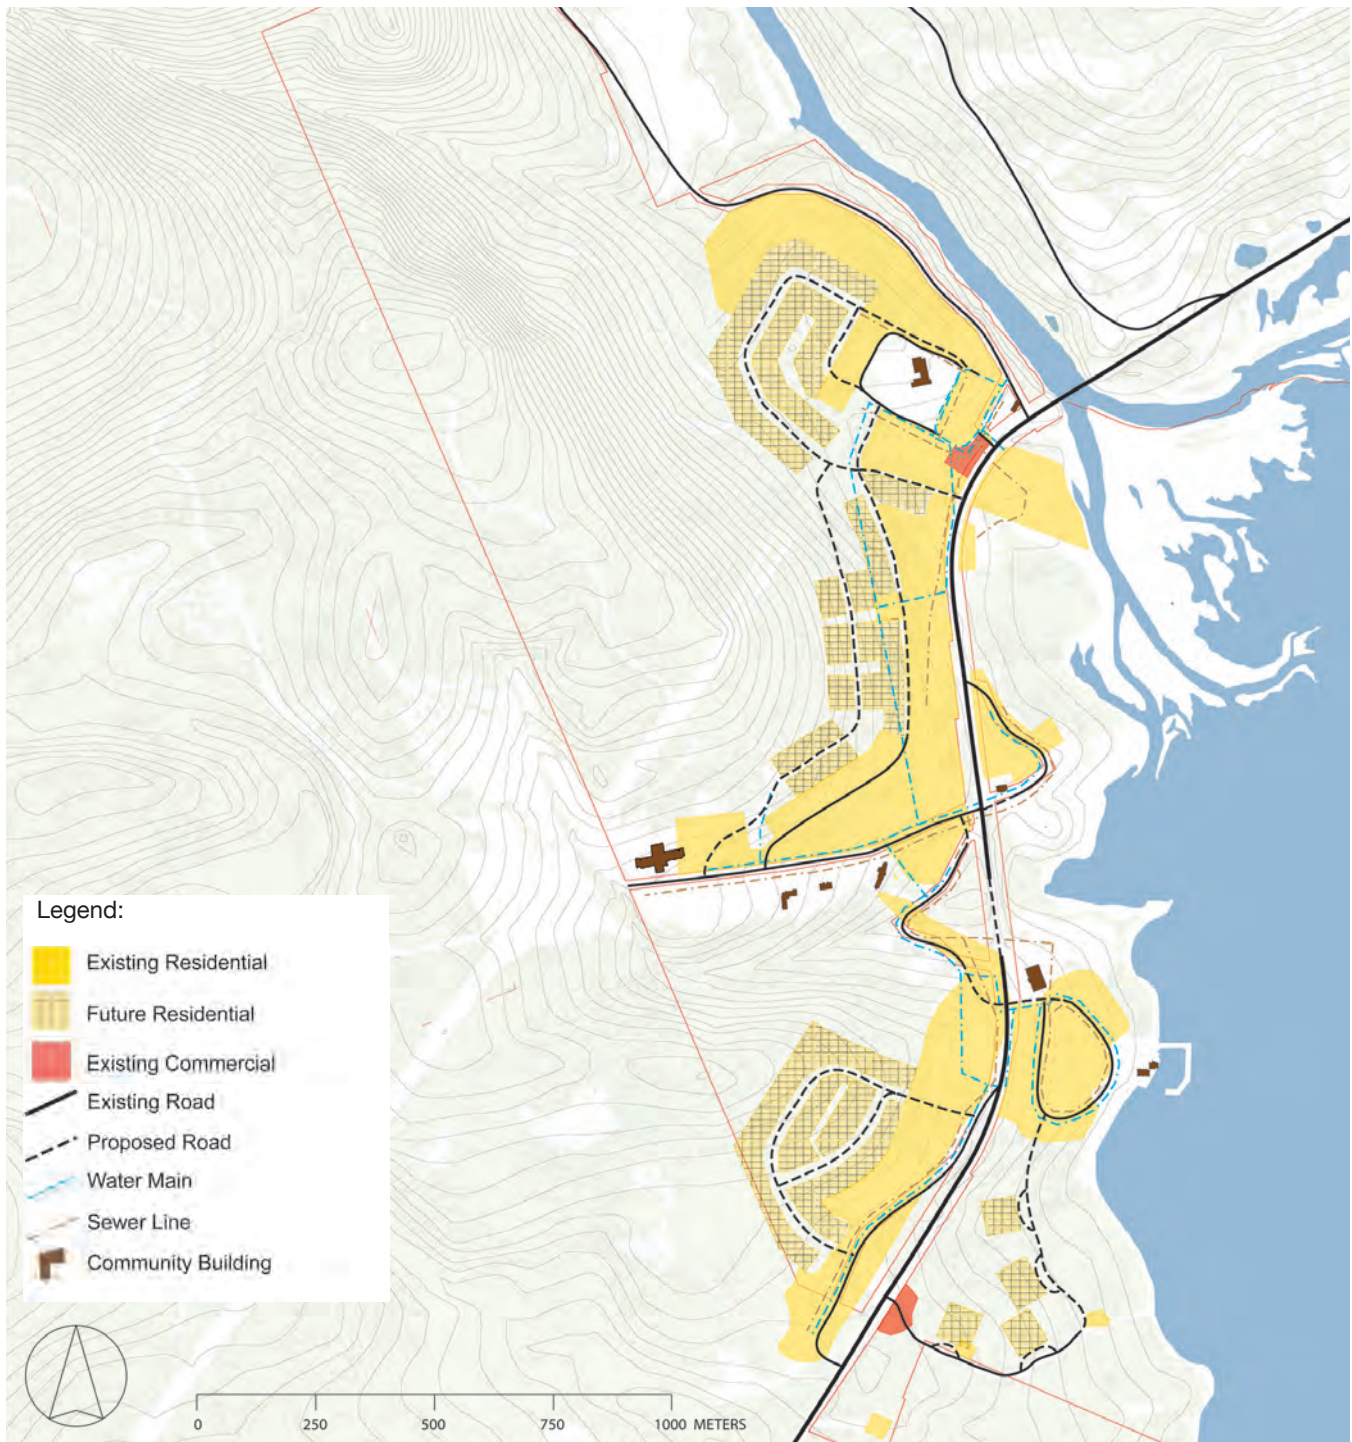 Legend:
Existing Residential
Future Residential
Existing Commercial
Existing Road
Proposed Road
Water Main
Sewer Line
Community Building
0 250 500 750 1000 METERS